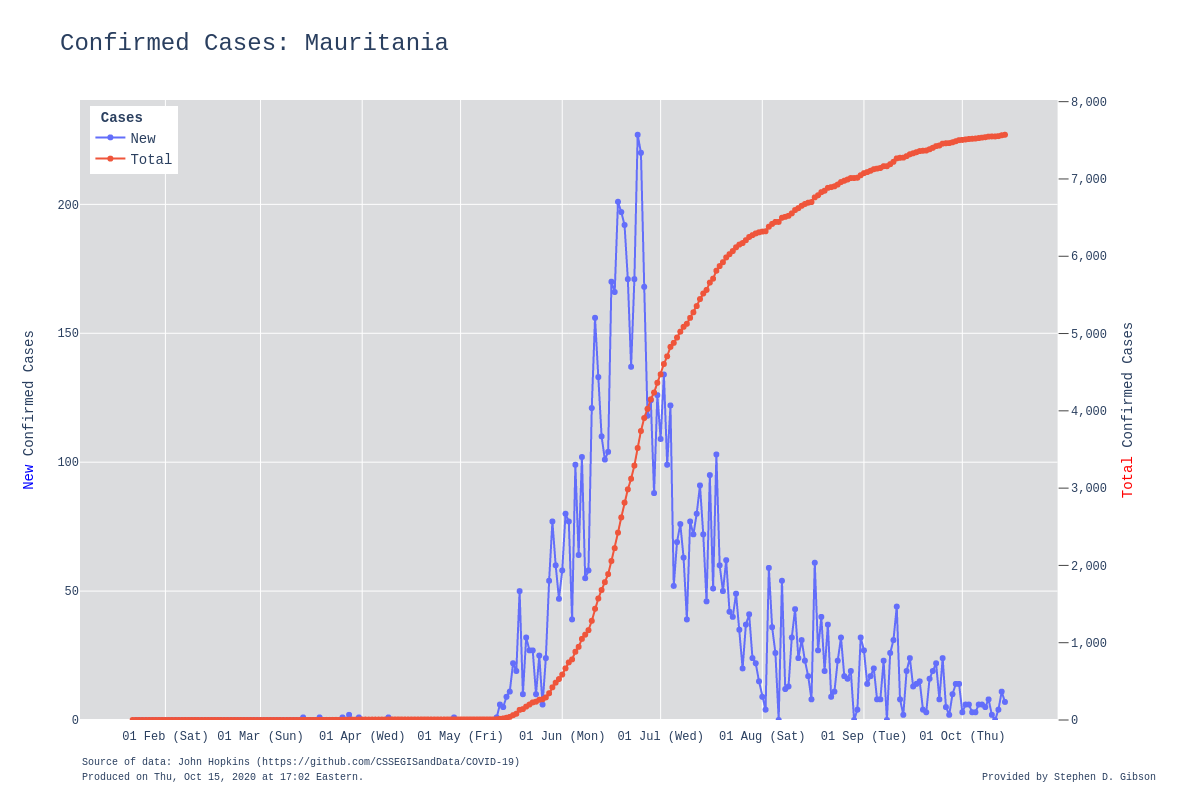 Confirmed Cases: Mauritania
Cases
New
Total
8,000
7,000
6,000
5,000
4,000
3,000
2,000
1,000
0
200
150
100
50
0
New Confirmed Cases
Total Confirmed Cases
01 Feb (Sat) 01 Mar (Sun) 01 Apr (Wed) 01 May (Fri) 01 Jun (Mon) 01 Jul (Wed) 01 Aug (Sat) 01 Sep (Tue) 01 Oct (Thu)
Source of data: John Hopkins (https://github.com/CSSEGISandData/COVID-19)
Produced on Thu, Oct 15, 2020 at 17:02 Eastern.
Provided by Stephen D. Gibson